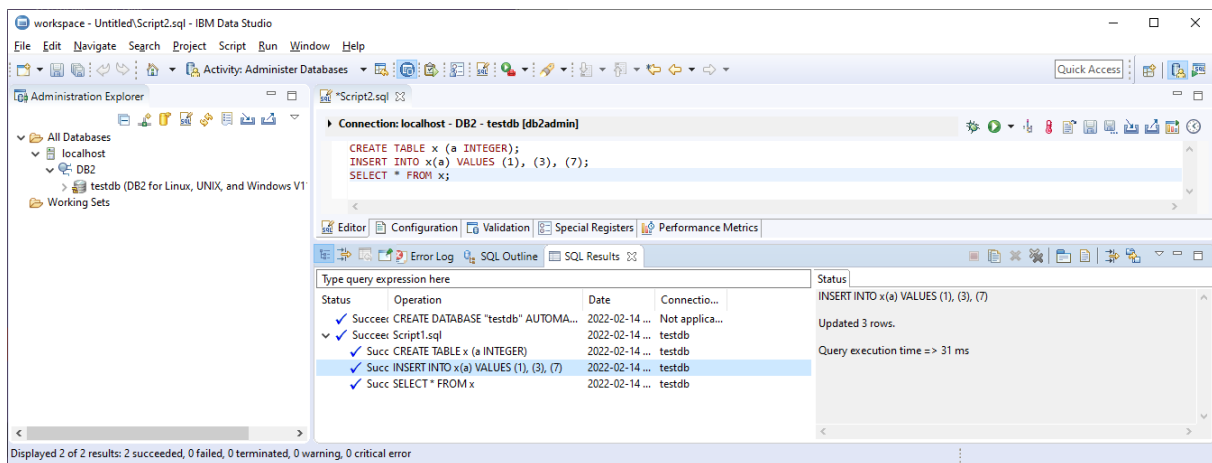 workspace - Untitled\Script2.sql - IBM Data Studio
File Edit Navigate Search Project Script Run Window Help
Activity: Administer Databases
Quick Access
Administration Explorer
All Databases
localhost
DB2
testdb (DB2 for Linux, UNIX, and Windows V1
Working Sets
*Script2.sql
Connection: localhost - DB2 - testdb [db2admin]
CREATE TABLE x (a INTEGER);
INSERT INTO x(a) VALUES (1), (3), (7);
SELECT * FROM x;
Editor Configuration Validation Special Registers Performance Metrics
Error Log SQL Outline SQL Results
Type query expression here
Status Operation Date Connectio...
Succeec CREATE DATABASE "testdb" AUTOMA... 2022-02-14 ... Not applica...
Succeec Script1.sql 2022-02-14 ... testdb
Succ CREATE TABLE x (a INTEGER) 2022-02-14 ... testdb
Succ INSERT INTO x(a) VALUES (1), (3), (7) 2022-02-14 ... testdb
Succ SELECT * FROM x 2022-02-14 ... testdb
Status
INSERT INTO x(a) VALUES (1), (3), (7)
Updated 3 rows.
Query execution time => 31 ms
Displayed 2 of 2 results: 2 succeeded, 0 failed, 0 terminated, 0 warning, 0 critical error